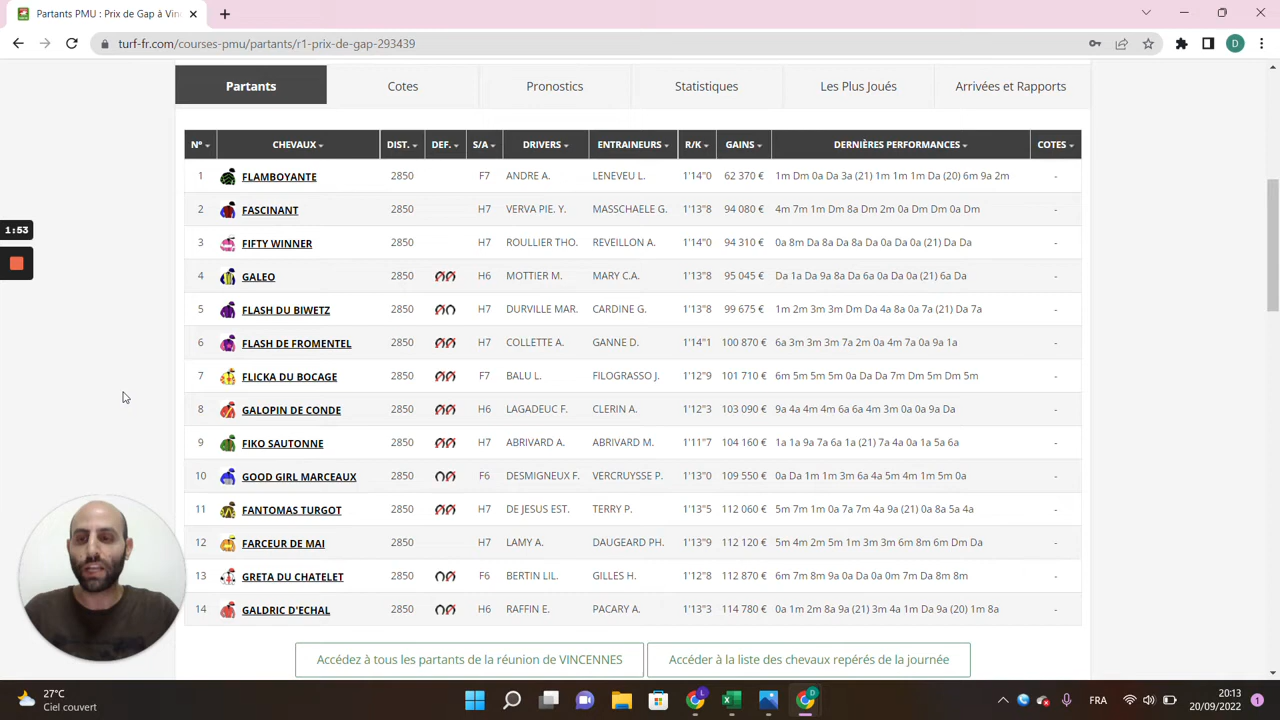 Partants PMU : Prix de Gap à Vin
turf-fr.com/courses-pmu/partants/r1-prix-de-gap-293439
D
Partants Cotes Pronostics Statistiques Les Plus Joués Arrivées et Rapports
N° CHEVAUX DIST. DEF. S/A DRIVERS ENTRAINEURS R/K GAINS DERNIÈRES PERFORMANCES COTES
1 FLAMBOYANTE 2850 F7 ANDRE A. LENEVEU L. 1'14"0 62 370 € 1m Dm 0a Da 3a (21) 1m 1m 1m Da (20) 6m 9a 2m -
2 FASCINANT 2850 H7 VERVA PIE. Y. MASSCHAELE G. 1'13"8 94 080 € 4m 7m 1m Dm 8a Dm 2m 0a Dm Dm 0a Dm -
3 FIFTY WINNER 2850 H7 ROULLIER THO. REVEILLON A. 1'14"0 94 310 € 0a 8m Da 8a Da 8a Da 0a Da 0a (21) Da Da -
4 GALEO 2850 H6 MOTTIER M. MARY C.A. 1'13"8 95 045 € Da 1a Da 9a 8a Da 6a 0a Da 0a (21) 6a Da -
5 FLASH DU BIWETZ 2850 H7 DURVILLE MAR. CARDINE G. 1'13"8 99 675 € 1m 2m 3m 3m Dm Da 4a 8a 0a 7a (21) Da 7a -
6 FLASH DE FROMENTEL 2850 H7 COLLETTE A. GANNE D. 1'14"1 100 870 € 6a 3m 3m 3m 7a 2m 0a 4m 7a 0a 9a 1a -
7 FLICKA DU BOCAGE 2850 F7 BALU L. FILOGRASSO J. 1'12"9 101 710 € 6m 5m 5m 5m 0a Da Da 7m Dm 5m Dm 5m -
8 GALOPIN DE CONDE 2850 H6 LAGADEUC F. CLERIN A. 1'12"3 103 090 € 9a 4a 4m 4m 6a 6a 4m 3m 0a 0a 9a Da -
9 FIKO SAUTONNE 2850 H7 ABRIVARD A. ABRIVARD M. 1'11"7 104 160 € 1a 1a 9a 7a 6a 1a (21) 7a 4a 0a 1a 5a 6a -
10 GOOD GIRL MARCEAUX 2850 F6 DESMIGNEUX F. VERCRUYSSE P. 1'13"0 109 550 € 0a Da 1m 1m 3m 6a 4a 5m 4m 1m 5m 0a -
11 FANTOMAS TURGOT 2850 H7 DE JESUS EST. TERRY P. 1'13"5 112 060 € 5m 7m 1m 0a 7a 7m 4a 9a (21) 0a 8a 5a 4a -
12 FARCEUR DE MAI 2850 H7 LAMY A. DAUGEARD PH. 1'13"9 112 120 € 5m 4m 2m 5m 1m 3m 3m 6m 8m 6m Dm Da -
13 GRETA DU CHATELET 2850 F6 BERTIN LIL. GILLES H. 1'12"8 112 870 € 6m 7m 8m 9a 0a Da 0a 0m 7m Da 8m 8m -
14 GALDRIC D'ECHAL 2850 H6 RAFFIN E. PACARY A. 1'13"3 114 780 € 0a 1m 2m 8a 9a (21) 3m 4a 1m Da 9a (20) 1m 8a -
Accédez à tous les partants de la réunion de VINCENNES Accéder à la liste des chevaux repérés de la journée
1:53
27°C
Ciel couvert
L
D
FRA
20:13
20/09/2022
1